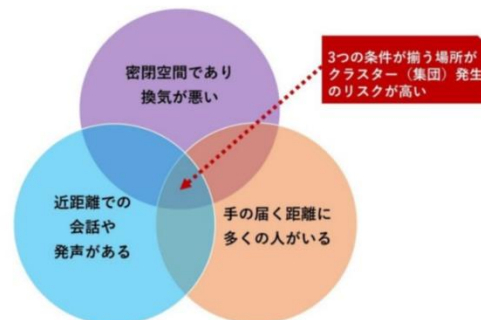 密閉空間であり
換気が悪い
3つの条件が揃う場所が
クラスター（集団）発生
のリスクが高い
近距離での
会話や
発声がある
手の届く距離に
多くの人がいる